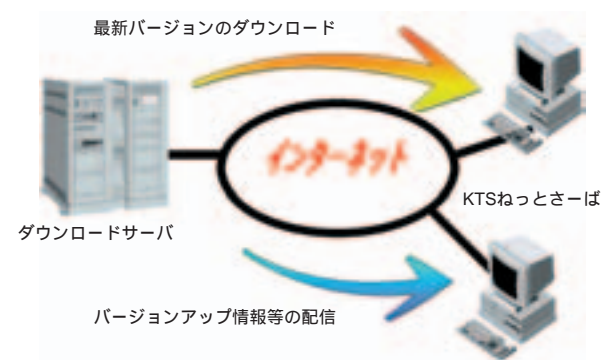 最新バージョンのダウンロード
インターネット
KTSねっとさーば
ダウンロードサーバ
バージョンアップ情報等の配信